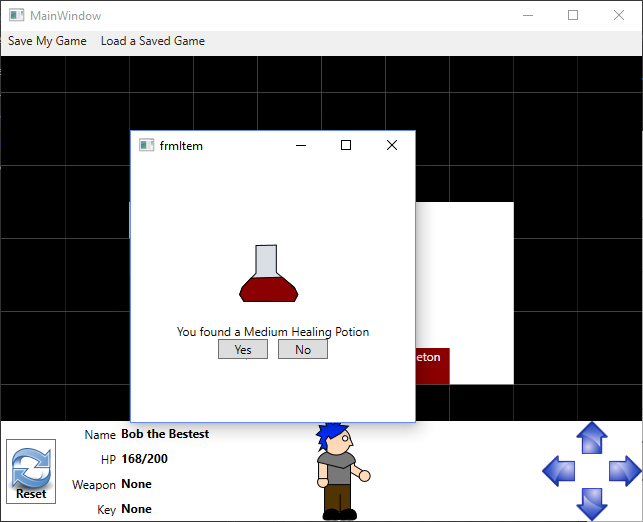 MainWindow
Save My Game Load a Saved Game
frmItem
You found a Medium Healing Potion
Yes No
eton
Name Bob the Bestest
HP 168/200
Weapon None
Key None
Reset